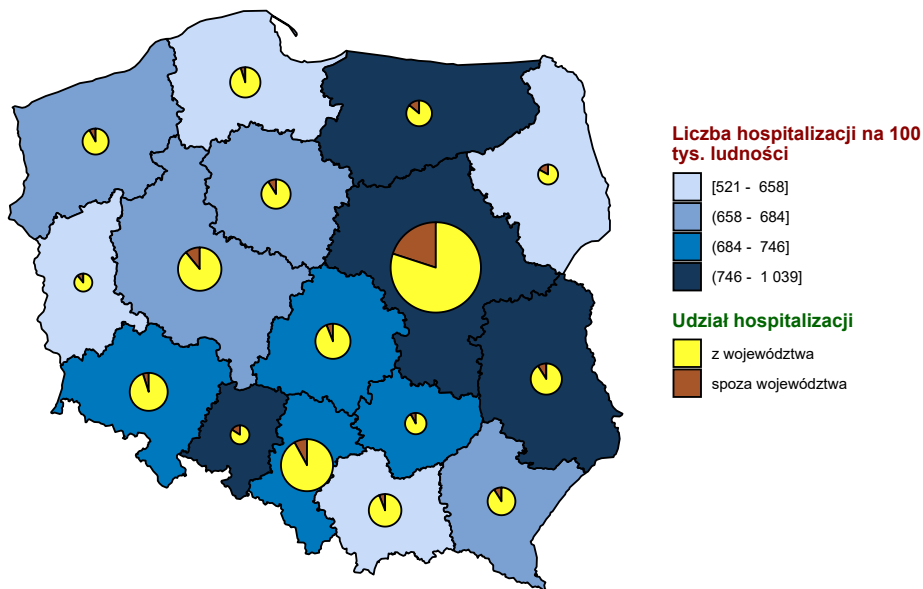 Liczba hospitalizacji na 100
tys. ludności
[521 - 658]
(658 - 684]
(684 - 746]
(746 - 1 039]
Udział hospitalizacji
z województwa
spoza województwa